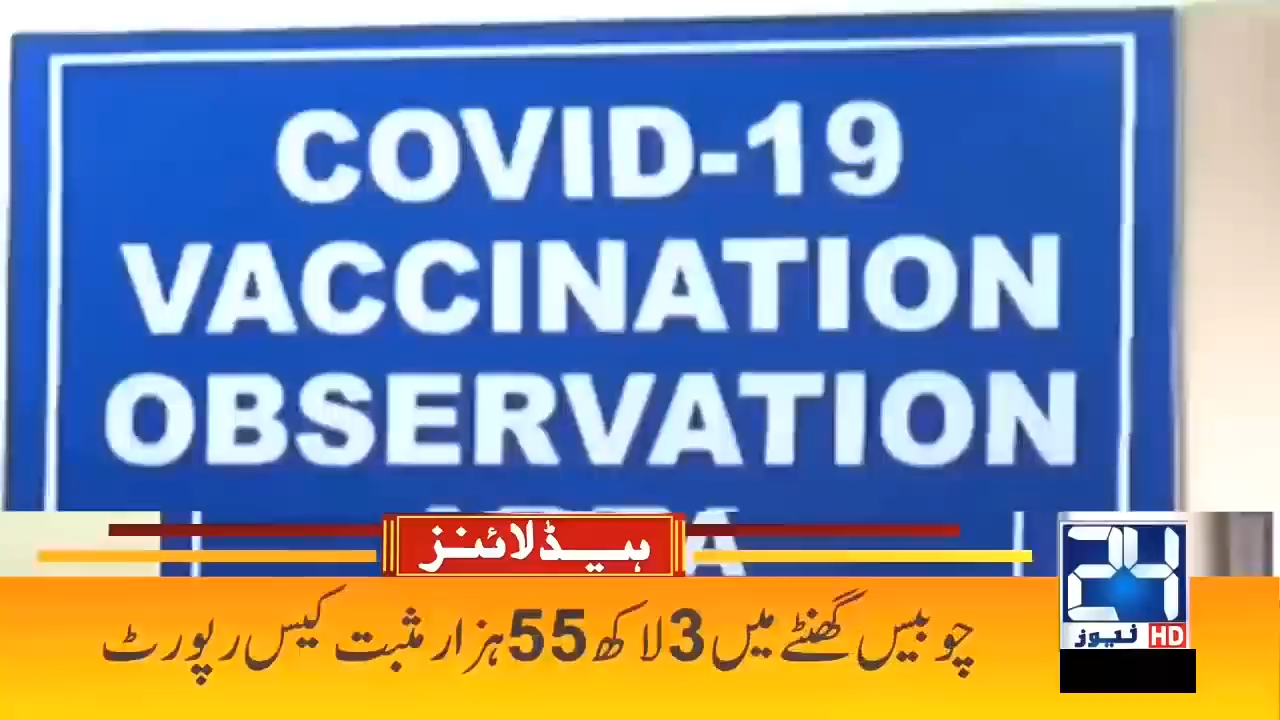 COVID-19
VACCINATION
OBSERVATION
ہیڈلائنز
24
نیوز HD
چوبیس گھنٹے میں 3 لاکھ 55 ہزار مثبت کیس رپورٹ